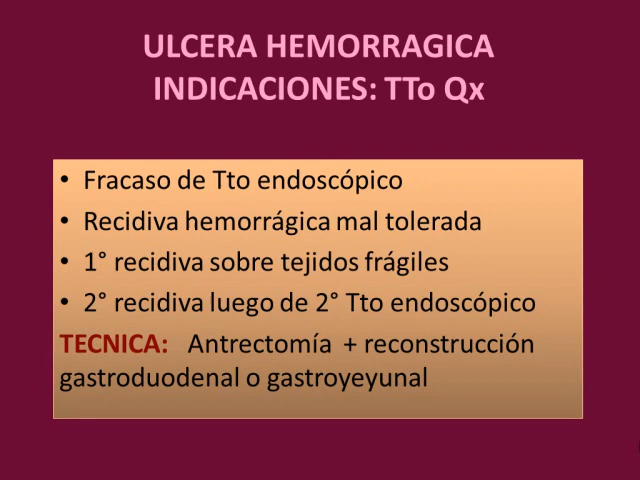 ULCERA HEMORRAGICA
INDICACIONES: TTo Qx
• Fracaso de Tto endoscópico
• Recidiva hemorrágica mal tolerada
• 1° recidiva sobre tejidos frágiles
• 2° recidiva luego de 2° Tto endoscópico
TECNICA: Antrectomía + reconstrucción
gastroduodenal o gastroyeyunal